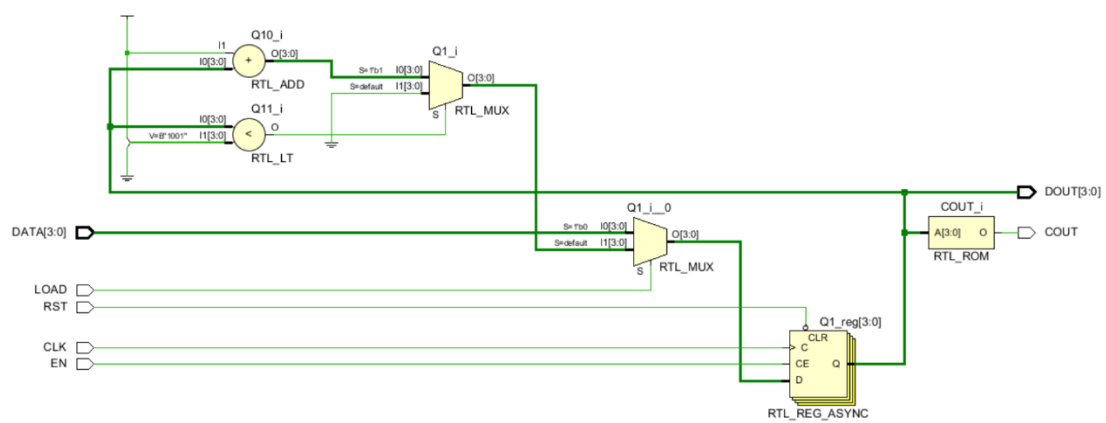 Q10_i
I1
I0[3:0]
+
O[3:0]
RTL_ADD
Q1_i
S=1'b1
I0[3:0]
S=default
I1[3:0]
O[3:0]
S
RTL_MUX
Q11_i
I0[3:0]
V=B"1001"
I1[3:0]
<
O
RTL_LT
DOUT[3:0]
COUT_i
A[3:0]
O
COUT
RTL_ROM
Q1_i__0
DATA[3:0]
S=1'b0
I0[3:0]
S=default
I1[3:0]
O[3:0]
S
RTL_MUX
LOAD
RST
Q1_reg[3:0]
CLR
CLK
C
EN
CE
Q
D
RTL_REG_ASYNC